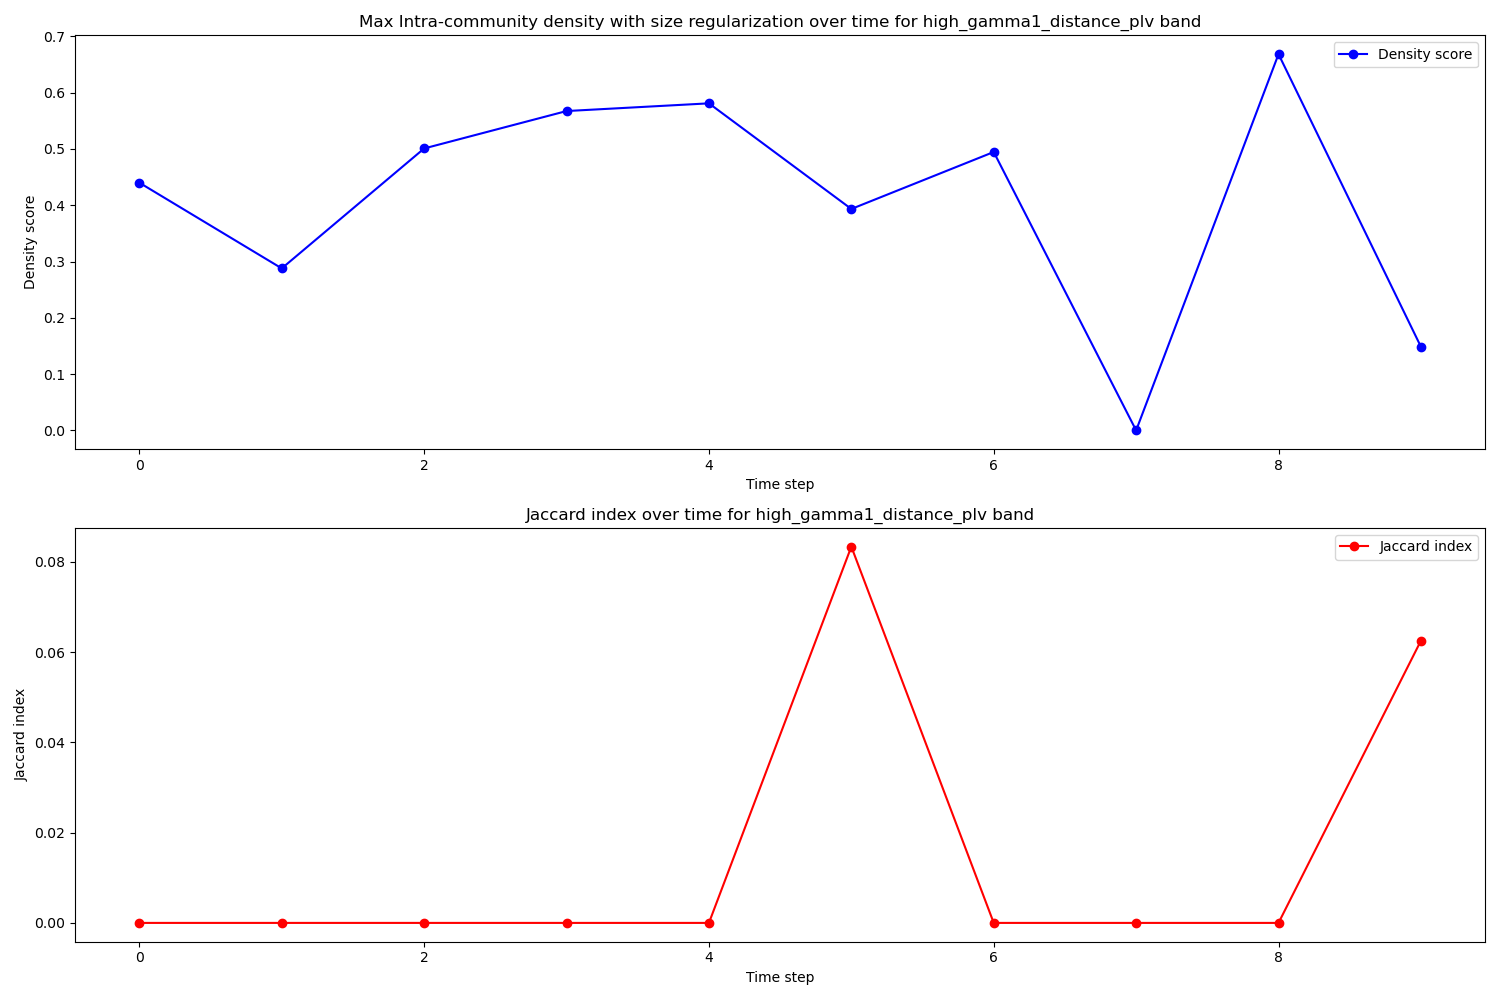 Max Intra-community density with size regularization over time for high_gamma1_distance_plv band
Density score
0.7
0.6
0.5
0.4
0.3
0.2
0.1
0.0
Density score
0 2 4 6 8
Time step
Jaccard index over time for high_gamma1_distance_plv band
Jaccard index
0.08
0.06
0.04
0.02
0.00
Jaccard index
0 2 4 6 8
Time step